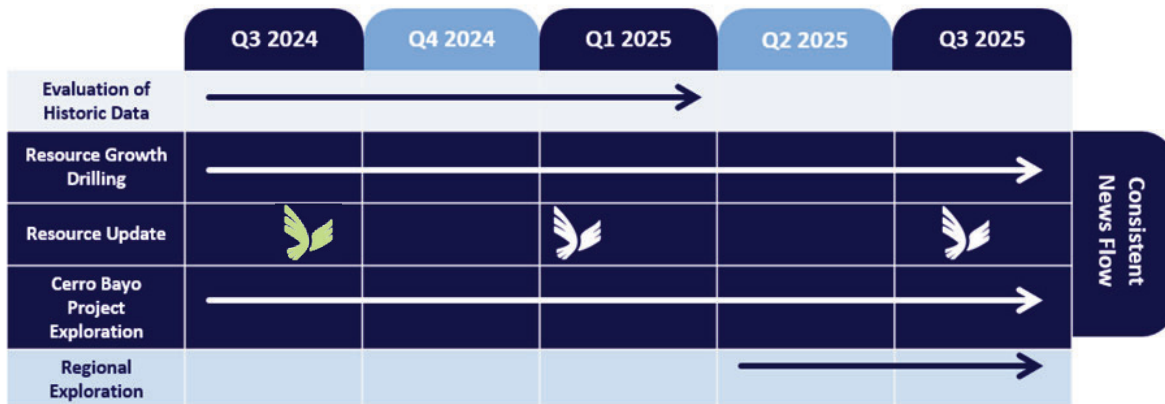 Q3 2024
Q4 2024
Q1 2025
Q2 2025
Q3 2025
Evaluation of
Historic Data
Resource Growth
Drilling
Resource Update
Cerro Bayo
Project
Exploration
Regional
Exploration
Consistent
News Flow